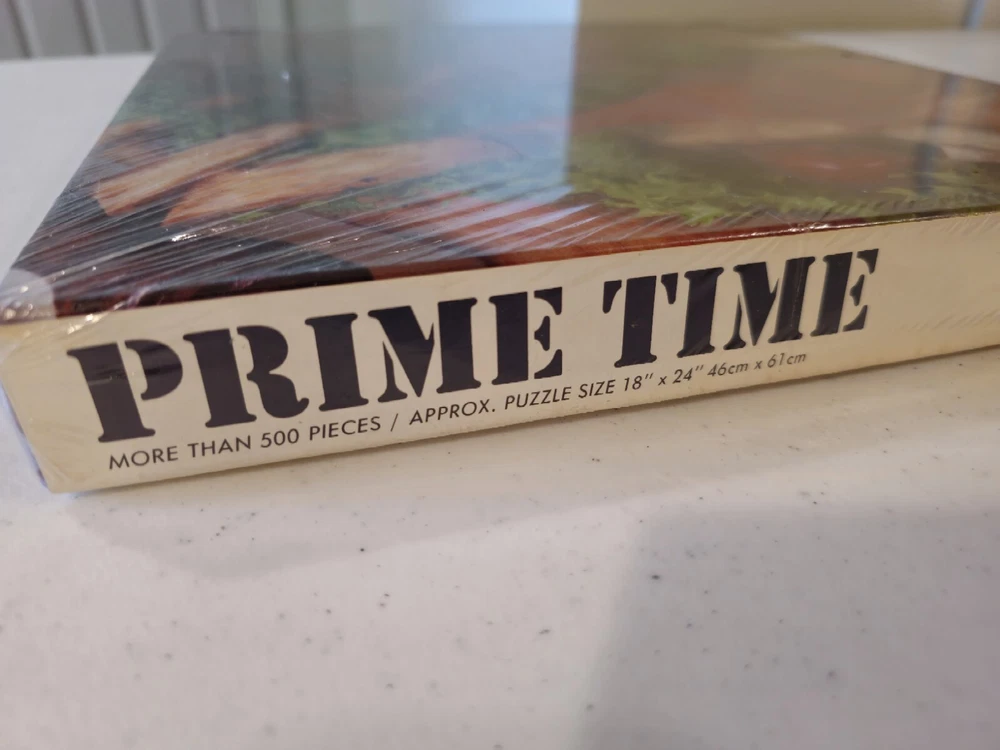 PRIME TIME
MORE THAN 500 PIECES / APPROX. PUZZLE SIZE 18" x 24" 46cm x 61cm